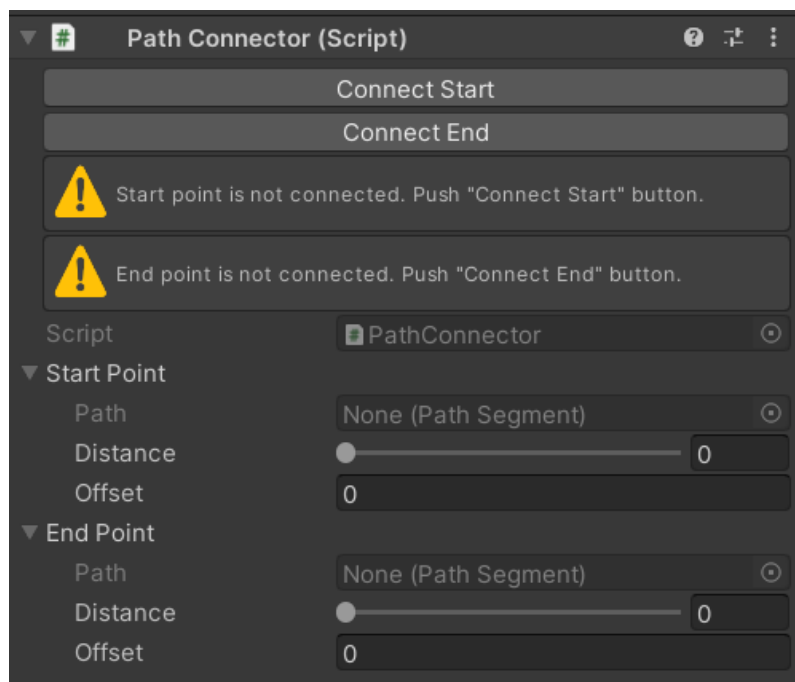 Path Connector (Script)
Connect Start
Connect End
Start point is not connected. Push "Connect Start" button.
End point is not connected. Push "Connect End" button.
Script # PathConnector
Start Point
Path None (Path Segment)
Distance 0
Offset 0
End Point
Path None (Path Segment)
Distance 0
Offset 0